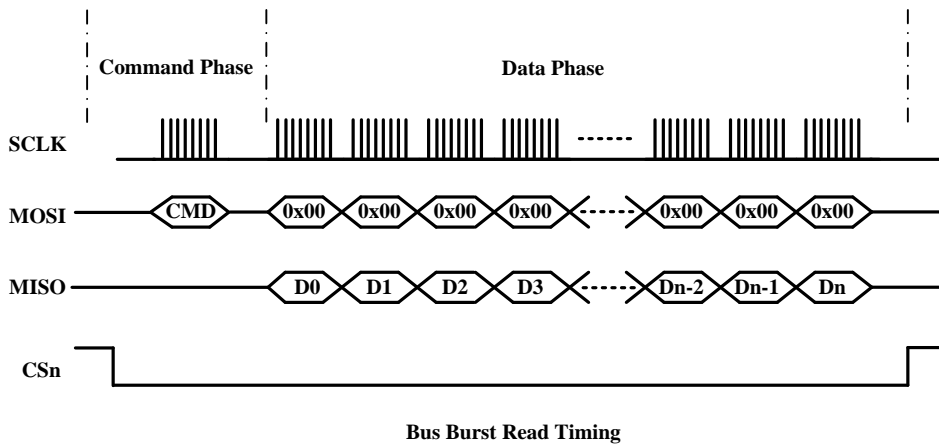 Command Phase Data Phase
SCLK
MOSI CMD 0x00 0x00 0x00 0x00 0x00 0x00 0x00
MISO D0 D1 D2 D3 Dn-2 Dn-1 Dn
CSn
Bus Burst Read Timing